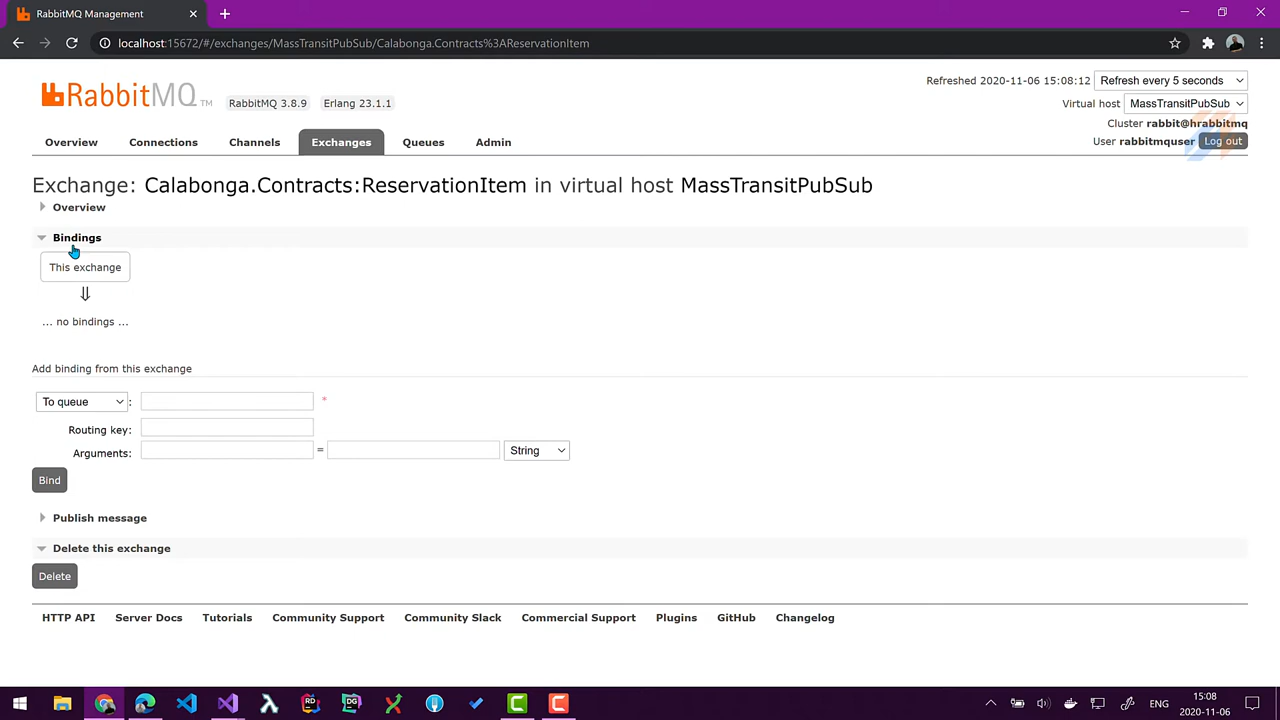 RabbitMQ Management
localhost:15672/#/exchanges/MassTransitPubSub/Calabonga.Contracts%3AReservationItem
RabbitMQ TM RabbitMQ 3.8.9 Erlang 23.1.1
Refreshed 2020-11-06 15:08:12 Refresh every 5 seconds
Virtual host MassTransitPubSub
Cluster rabbit@hrabbitmq
User rabbitmquser Log out
Overview Connections Channels Exchanges Queues Admin
Exchange: Calabonga.Contracts:ReservationItem in virtual host MassTransitPubSub
Overview
Bindings
This exchange
⇓
... no bindings ...
Add binding from this exchange
To queue : *
Routing key:
Arguments: = String
Bind
Publish message
Delete this exchange
Delete
HTTP API Server Docs Tutorials Community Support Community Slack Commercial Support Plugins GitHub Changelog
RD DG C C ENG 15:08
2020-11-06